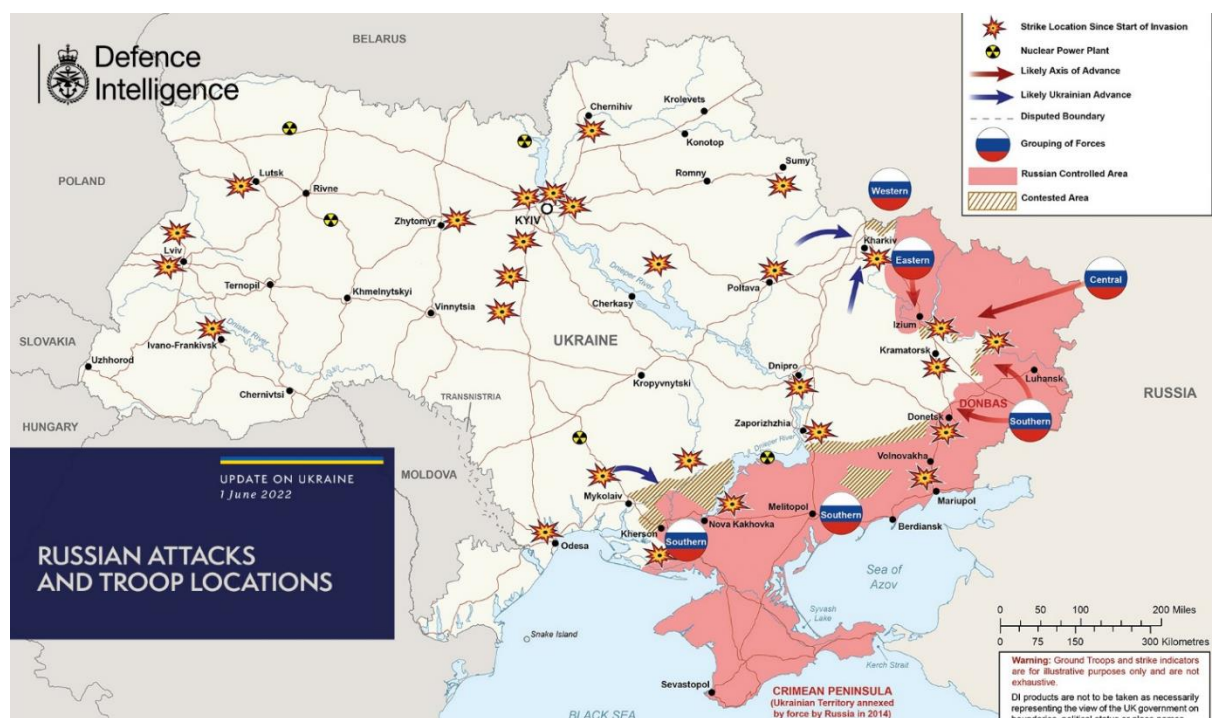 Defence
Intelligence
BELARUS
POLAND
SLOVAKIA
HUNGARY
TRANSNISTRIA
MOLDOVA
UKRAINE
RUSSIA
Chernihiv
Krolevets
Konotop
Sumy
Romny
Lutsk
Rivne
Zhytomyr
KYIV
Western
Kharkiv
Eastern
Central
Lviv
Ternopil
Khmelnytskyi
Vinnytsia
Cherkasy
Dnieper River
Poltava
Izium
Dniester River
Ivano-Frankivsk
Uzhhorod
Chernivtsi
Kropyvnytski
Dnipro
Kramatorsk
Luhansk
DONBAS
Donetsk
Southern
Zaporizhzhia
Dnieper River
Volnovakha
Mykolaiv
Mariupol
Kherson
Nova Kakhovka
Melitopol
Southern
Berdiansk
Southern
Odesa
Sea of
Azov
Snake Island
Syvash
Lake
Kerch Strait
Sevastopol
CRIMEAN PENINSULA
(Ukrainian Territory annexed
by force by Russia in 2014)
BLACK SEA
Strike Location Since Start of Invasion
Nuclear Power Plant
Likely Axis of Advance
Likely Ukrainian Advance
Disputed Boundary
Grouping of Forces
Russian Controlled Area
Contested Area
UPDATE ON UKRAINE
1 June 2022
RUSSIAN ATTACKS
AND TROOP LOCATIONS
0 50 100 200 Miles
0 75 150 300 Kilometres
Warning: Ground Troops and strike indicators
are for illustrative purposes only and are not
exhaustive.
DI products are not to be taken as necessarily
representing the view of the UK government on
boundaries, political status or place names